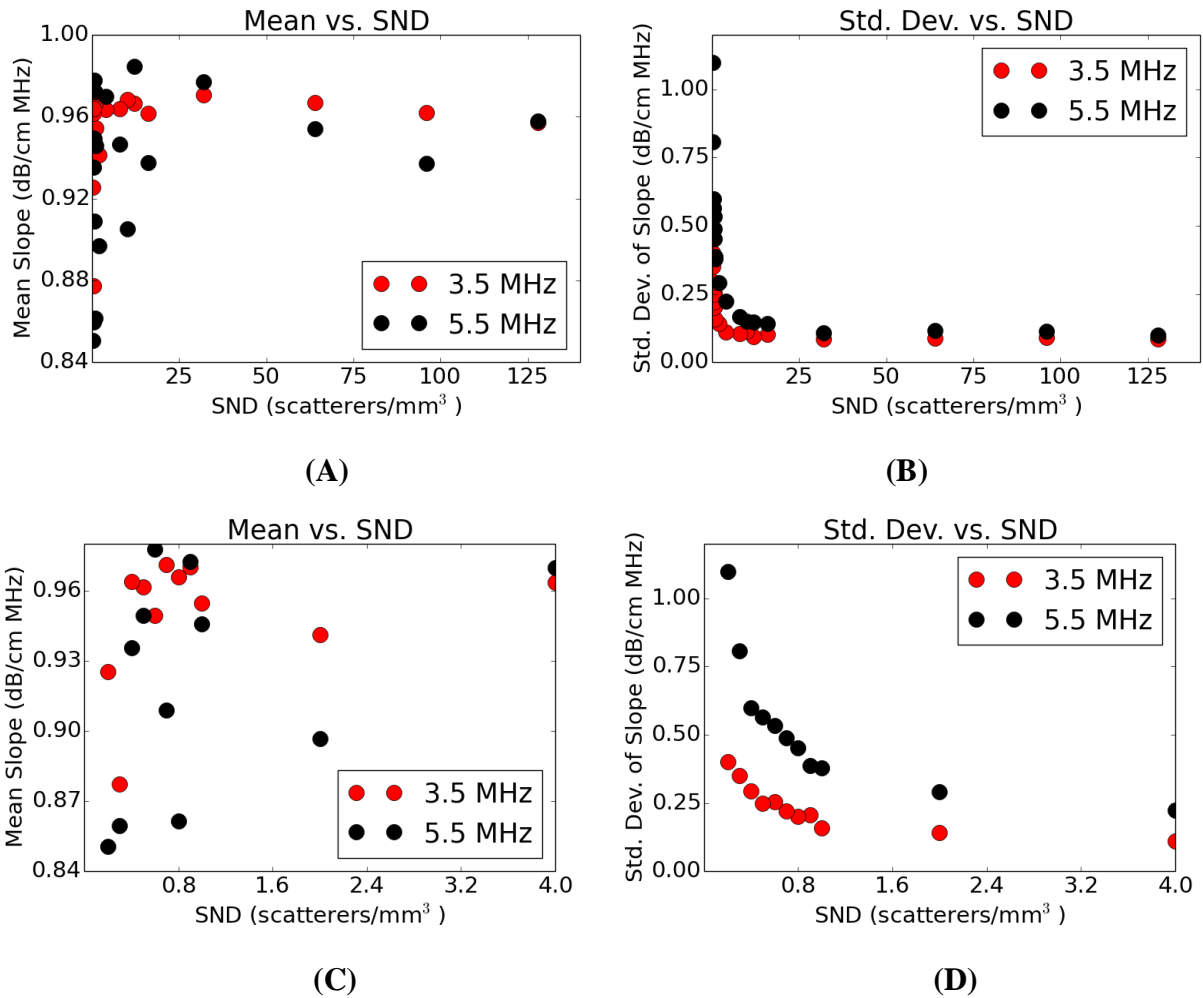 Mean vs. SND
Mean Slope (dB/cm MHz)
1.00
0.96
0.92
0.88
0.84
25
50
75
100
125
SND (scatterers/mm³ )
3.5 MHz
5.5 MHz
(A)
Std. Dev. vs. SND
Std. Dev. of Slope (dB/cm MHz)
1.00
0.75
0.50
0.25
0.00
25
50
75
100
125
SND (scatterers/mm³ )
3.5 MHz
5.5 MHz
(B)
Mean vs. SND
Mean Slope (dB/cm MHz)
0.96
0.93
0.90
0.87
0.84
0.8
1.6
2.4
3.2
4.0
SND (scatterers/mm³ )
3.5 MHz
5.5 MHz
(C)
Std. Dev. vs. SND
Std. Dev. of Slope (dB/cm MHz)
1.00
0.75
0.50
0.25
0.00
0.8
1.6
2.4
3.2
4.0
SND (scatterers/mm³ )
3.5 MHz
5.5 MHz
(D)